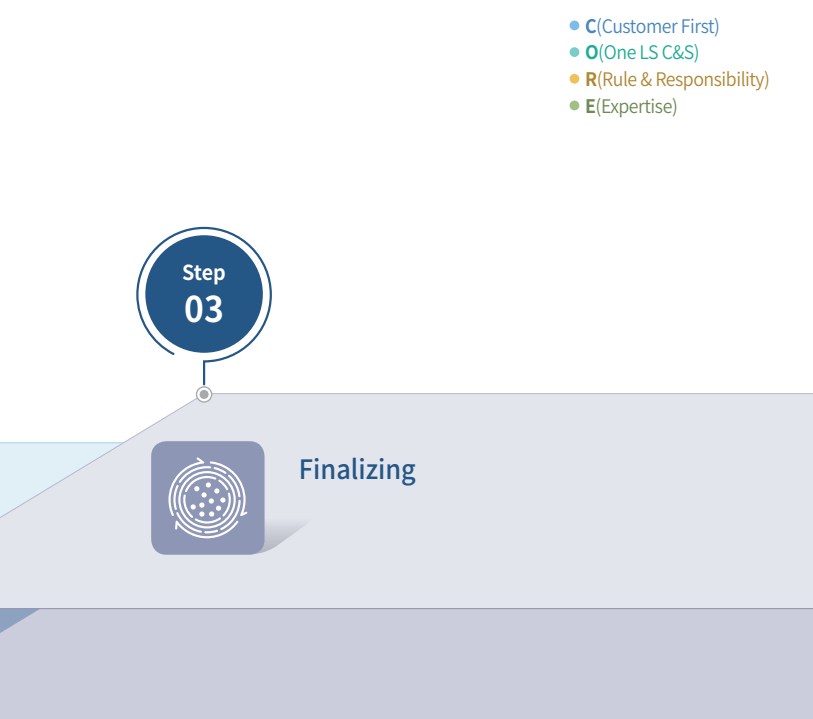 C(Customer First)
O(One LS C&S)
R(Rule & Responsibility)
E(Expertise)
Step
03
Finalizing